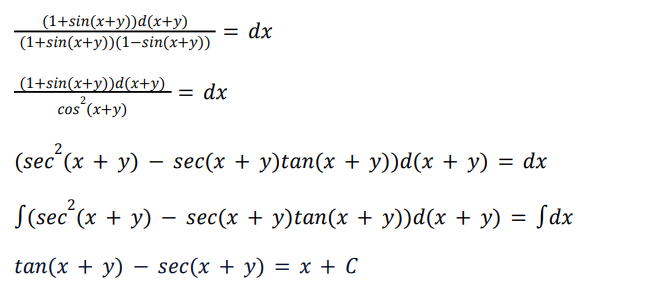 (1+sin(x+y))d(x+y) / (1+sin(x+y))(1−sin(x+y)) = dx
(1+sin(x+y))d(x+y) / cos²(x+y) = dx
(sec²(x + y) − sec(x + y)tan(x + y))d(x + y) = dx
∫(sec²(x + y) − sec(x + y)tan(x + y))d(x + y) = ∫dx
tan(x + y) − sec(x + y) = x + C